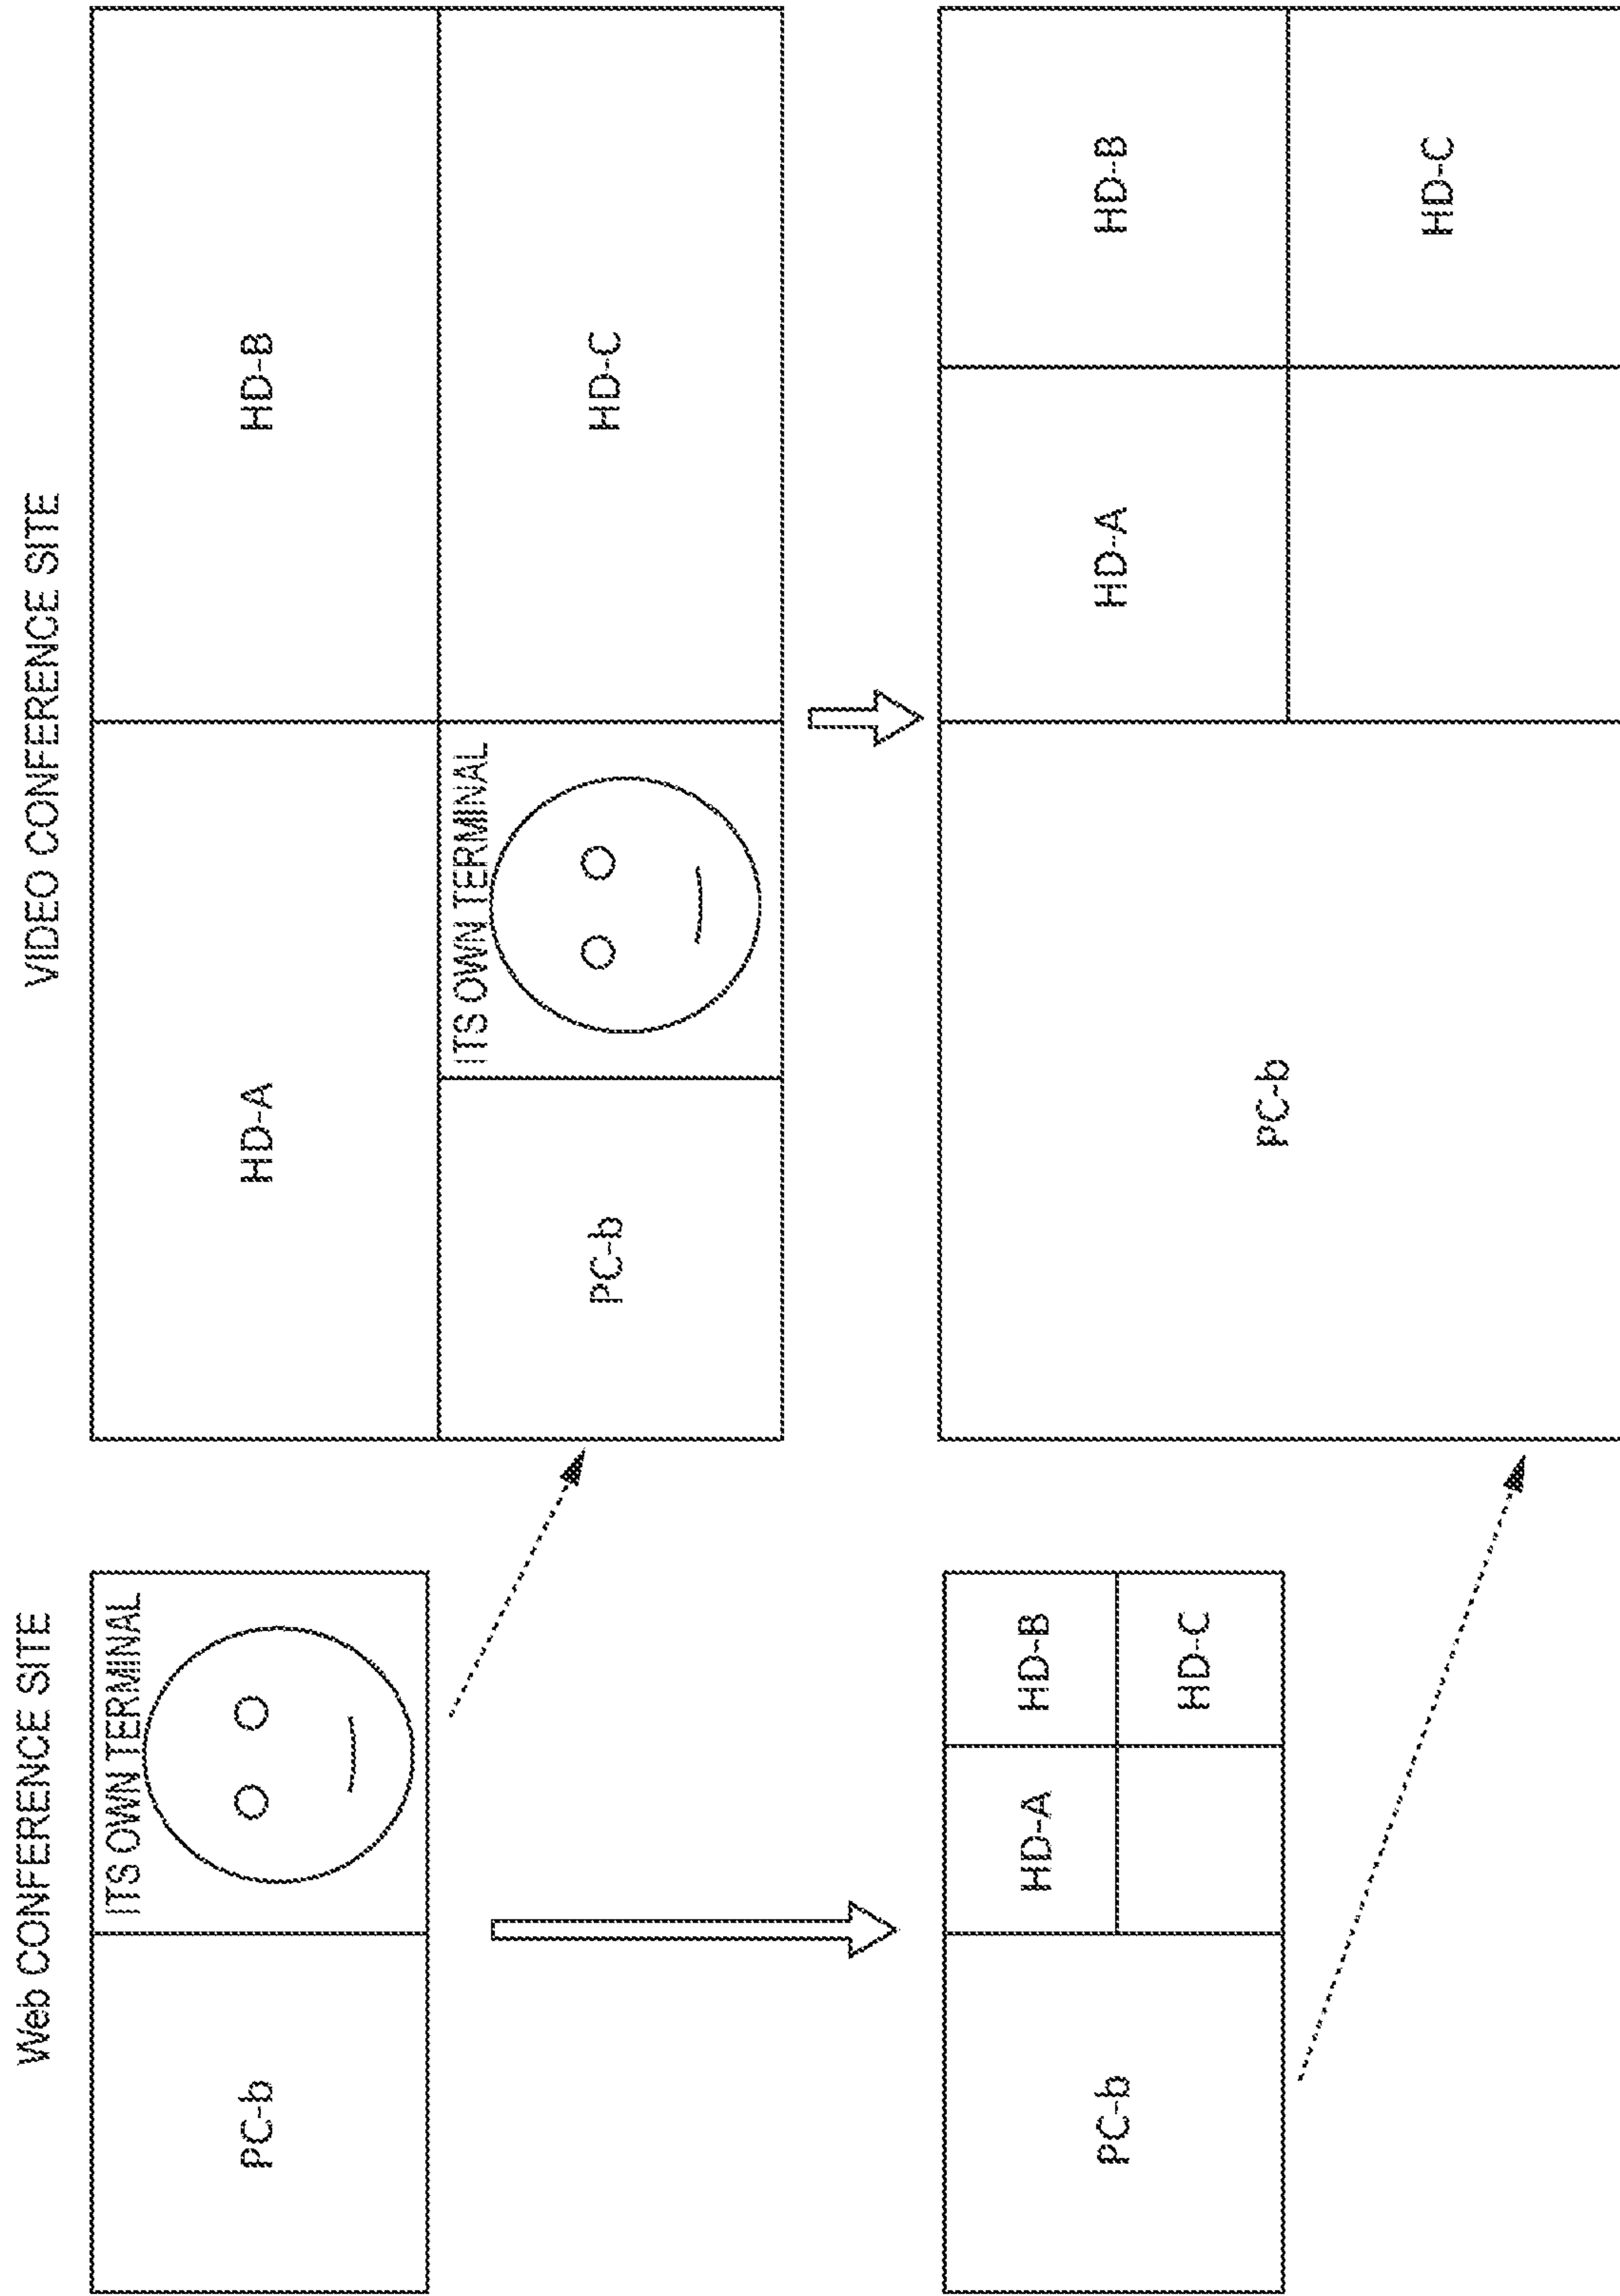 Web CONFERENCE SITE
VIDEO CONFERENCE SITE
PC-b
ITS OWN TERMINAL
HD-A
HD-B
PC-b
ITS OWN TERMINAL
HD-C
PC-b
HD-A
HD-B
HD-C
PC-b
HD-A
HD-B
HD-C